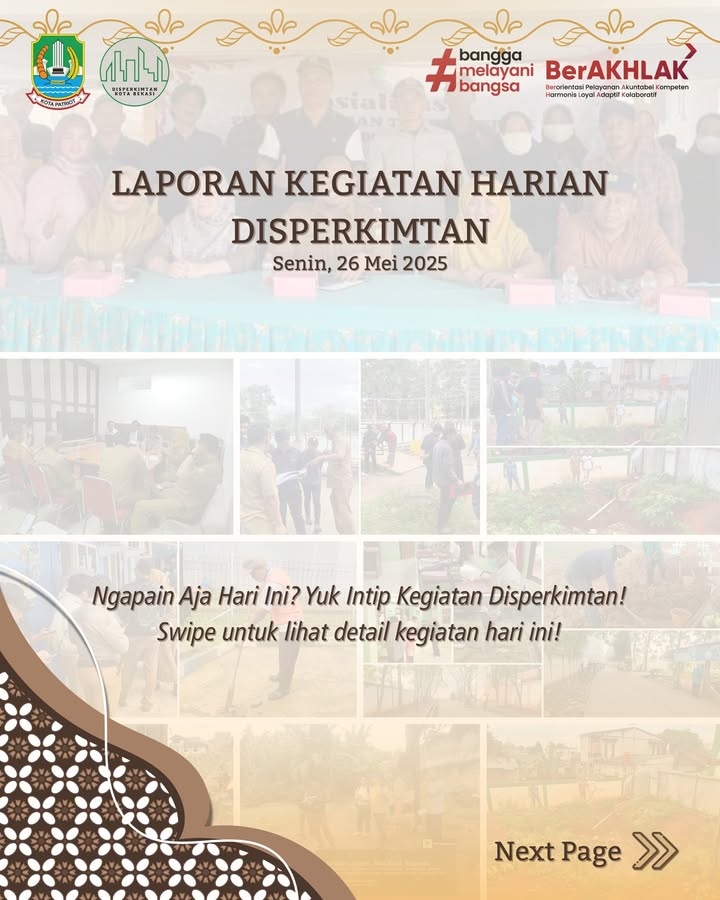 KOTA PATRIOT
DISPERKIMTAN
KOTA BEKASI
#bangga
melayani
bangsa
BerAKHLAK
Berorientasi Pelayanan Akuntabel Kompeten
Harmonis Loyal Adaptif Kolaboratif
LAPORAN KEGIATAN HARIAN
DISPERKIMTAN
Senin, 26 Mei 2025
Ngapain Aja Hari Ini? Yuk Intip Kegiatan Disperkimtan!
Swipe untuk lihat detail kegiatan hari ini!
Next Page